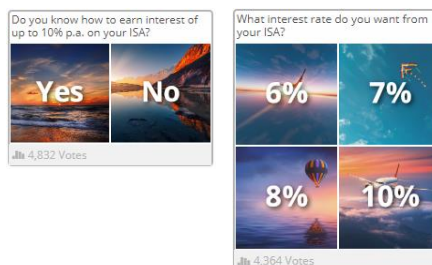 Do you know how to earn interest of
up to 10% p.a. on your ISA?
Yes No
4,832 Votes
What interest rate do you want from
your ISA?
6% 7%
8% 10%
4,364 Votes